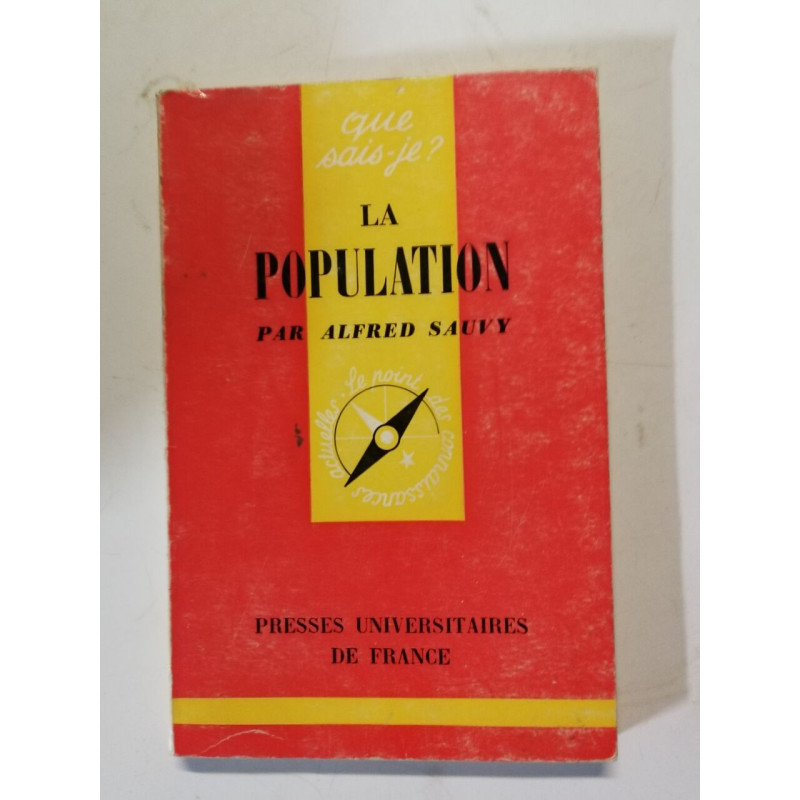 que
sais-je?
LA
POPULATION
PAR ALFRED SAUVY
Le point des connaissances actuelles
PRESSES UNIVERSITAIRES
DE FRANCE